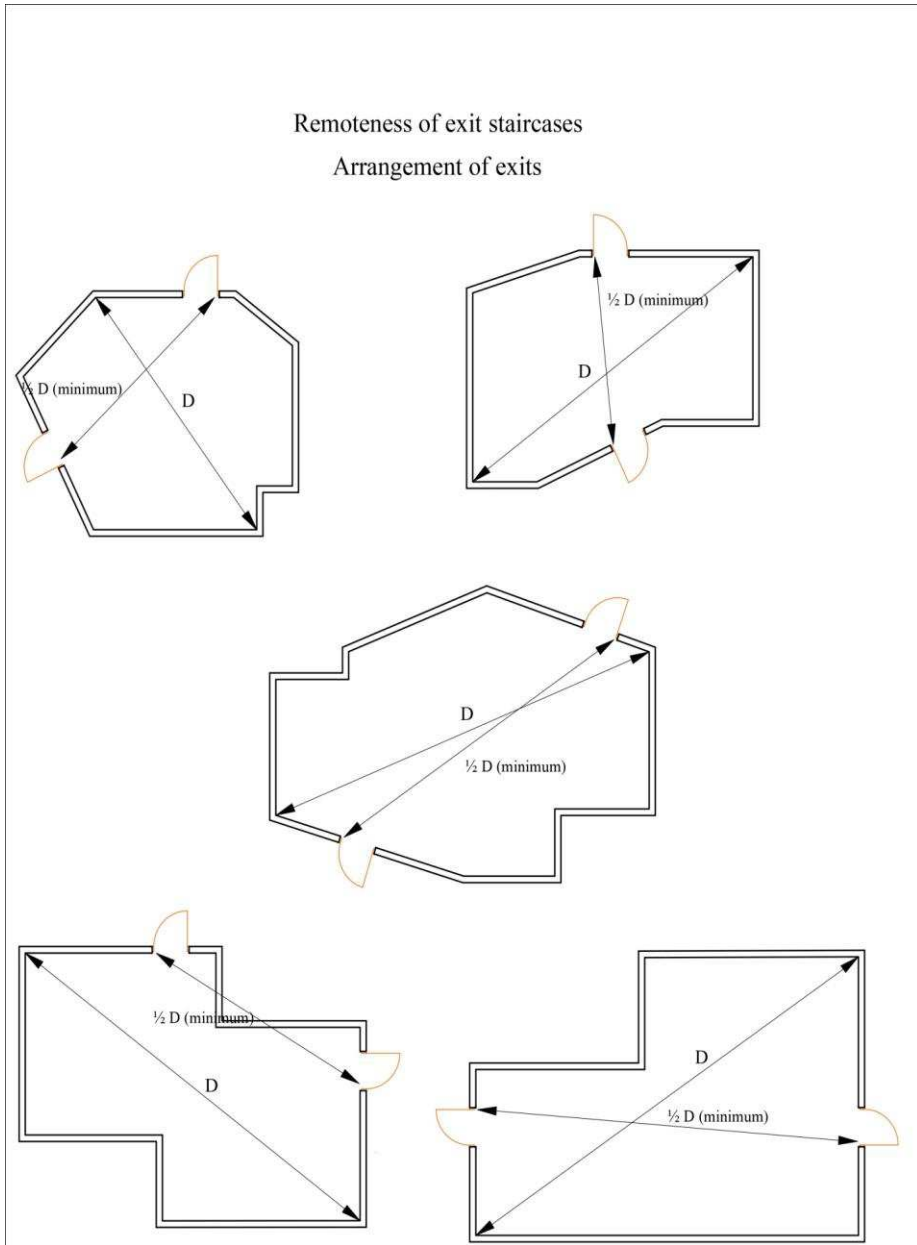 Remoteness of exit staircases
Arrangement of exits
½ D (minimum)
D
½ D (minimum)
D
D
½ D (minimum)
½ D (minimum)
D
D
½ D (minimum)